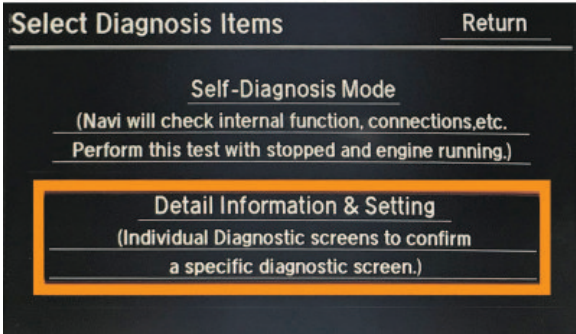 Select Diagnosis Items
Return
Self-Diagnosis Mode
(Navi will check internal function, connections,etc.
Perform this test with stopped and engine running.)
Detail Information & Setting
(Individual Diagnostic screens to confirm
a specific diagnostic screen.)